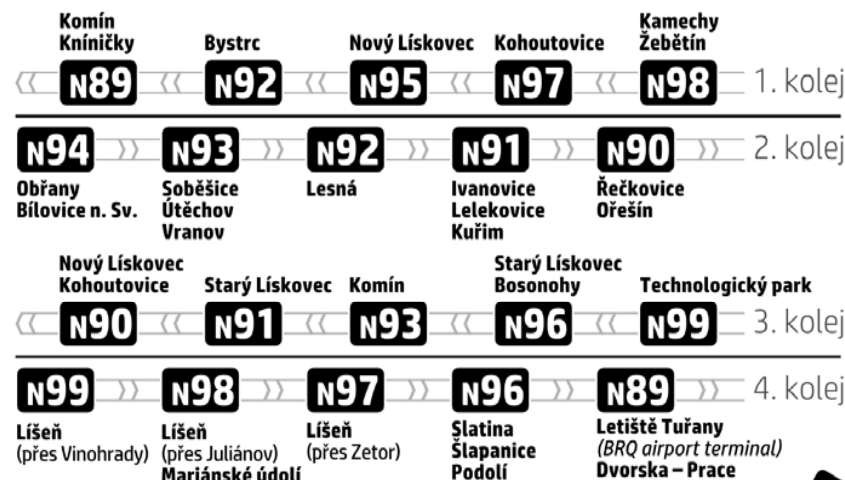 Komín
Kníničky
Bystrc
Nový Lískovec
Kohoutovice
Kamechy
Žebětín
N89 N92 N95 N97 N98 1. kolej
N94 N93 N92 N91 N90 2. kolej
Obřany
Bílovice n. Sv.
Soběšice
Útěchov
Vranov
Lesná
Ivanovice
Lelekovice
Kuřim
Řečkovice
Ořešín
Nový Lískovec
Kohoutovice
Starý Lískovec
Komín
Starý Lískovec
Bosonohy
Technologický park
N90 N91 N93 N96 N99 3. kolej
N99 N98 N97 N96 N89 4. kolej
Líšeň
(přes Vinohrady)
Líšeň
(přes Juliánov)
Mariánské údolí
Líšeň
(přes Zetor)
Slatina
Šlapanice
Podolí
Letiště Tuřany
(BRQ airport terminal)
Dvorska – Prace